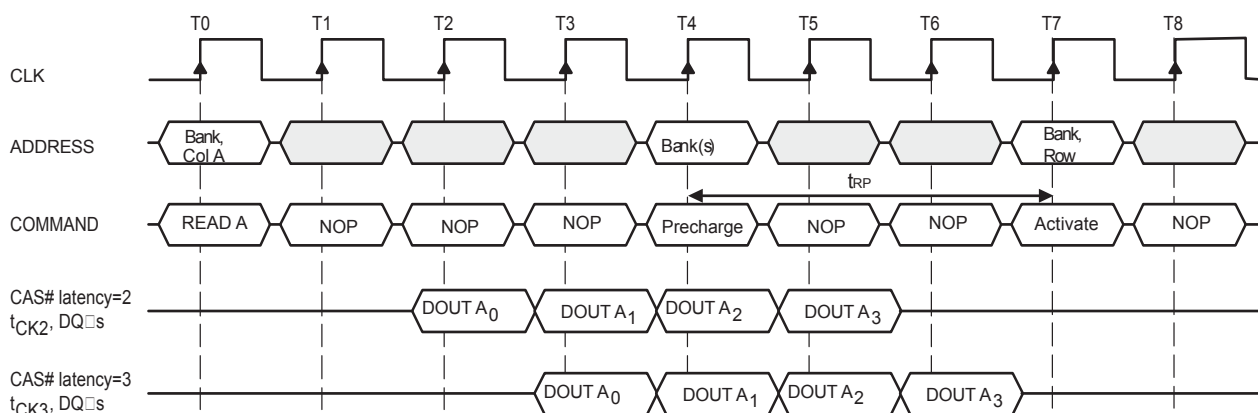 T0 T1 T2 T3 T4 T5 T6 T7 T8
CLK
ADDRESS
Bank,
Col A
Bank(s)
Bank,
Row
tRP
COMMAND READ A NOP NOP NOP Precharge NOP NOP Activate NOP
CAS# latency=2
tCK2, DQ□s
DOUT A0 DOUT A1 DOUT A2 DOUT A3
CAS# latency=3
tCK3, DQ□s
DOUT A0 DOUT A1 DOUT A2 DOUT A3